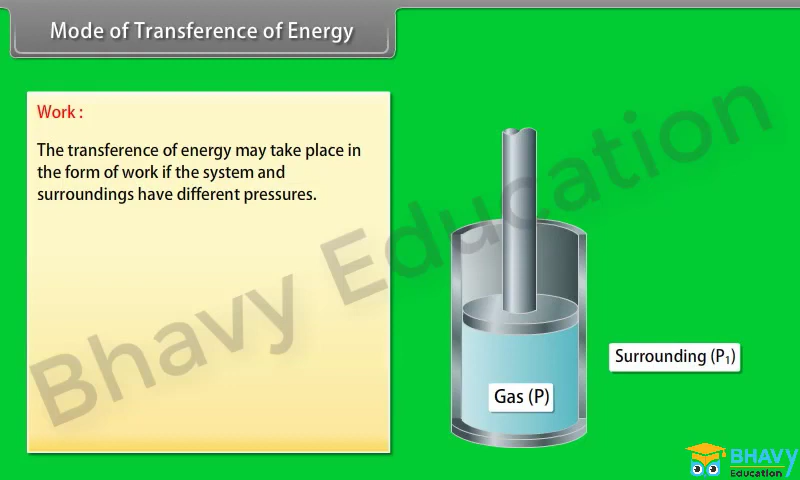 Mode of Transference of Energy
Work :
The transference of energy may take place in
the form of work if the system and
surroundings have different pressures.
Gas (P)
Surrounding (P₁)
Bhavy Education
BHAVY
Education